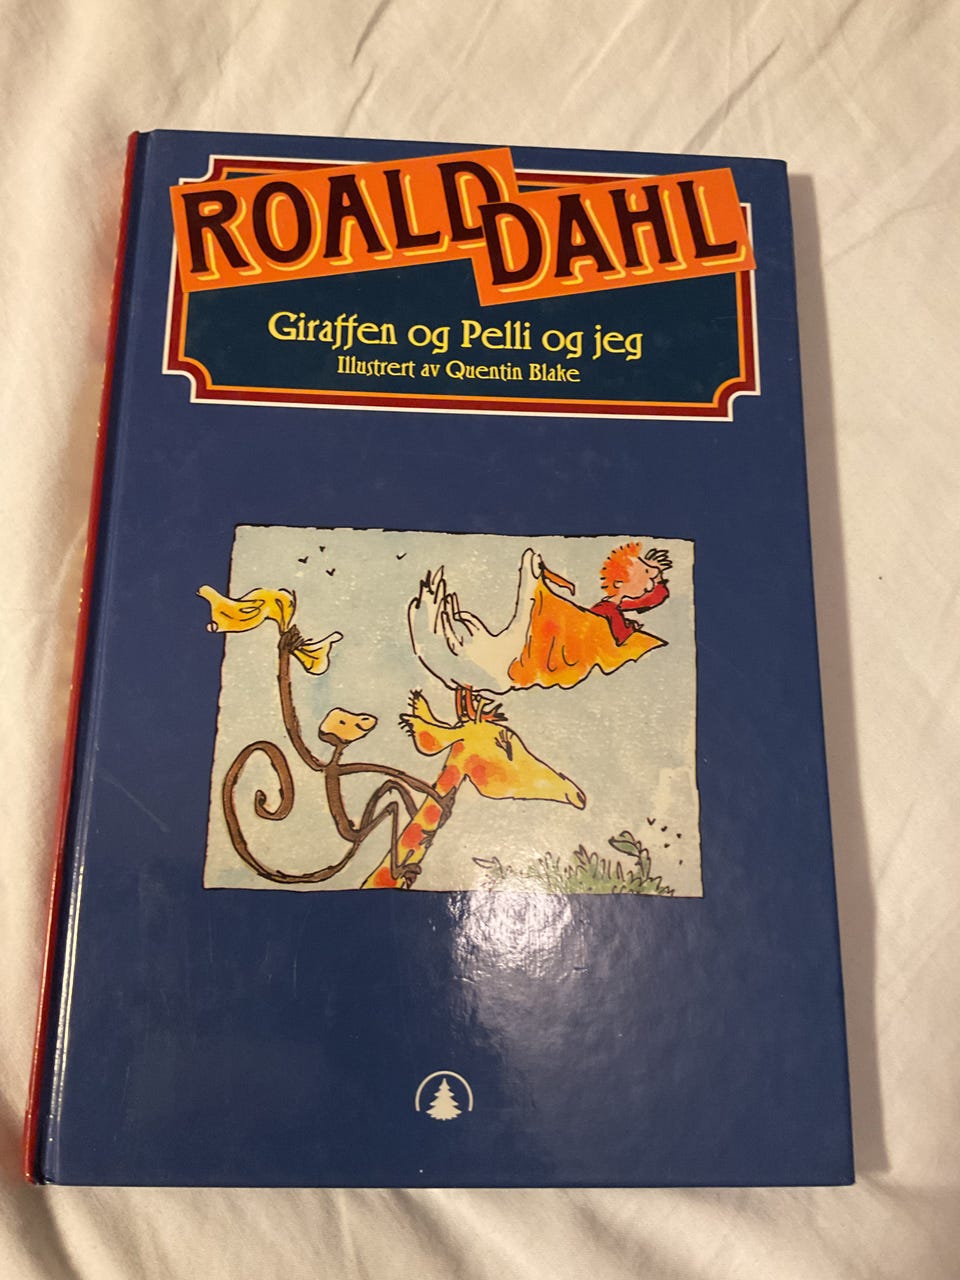 ROALD DAHL
Giraffen og Pelli og jeg
Illustrert av Quentin Blake